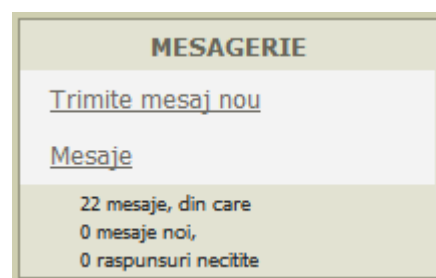 MESAGERIE
Trimite mesaj nou
Mesaje
22 mesaje, din care
0 mesaje noi,
0 raspunsuri necitite